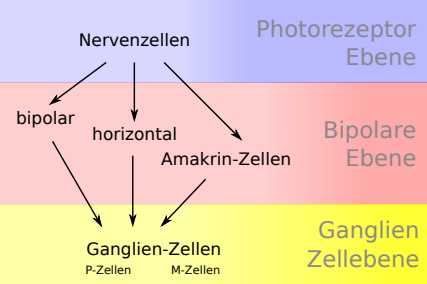 Nervenzellen
Photorezeptor
Ebene
bipolar
horizontal
Amakrin-Zellen
Bipolare
Ebene
Ganglien-Zellen
P-Zellen M-Zellen
Ganglien
Zellebene